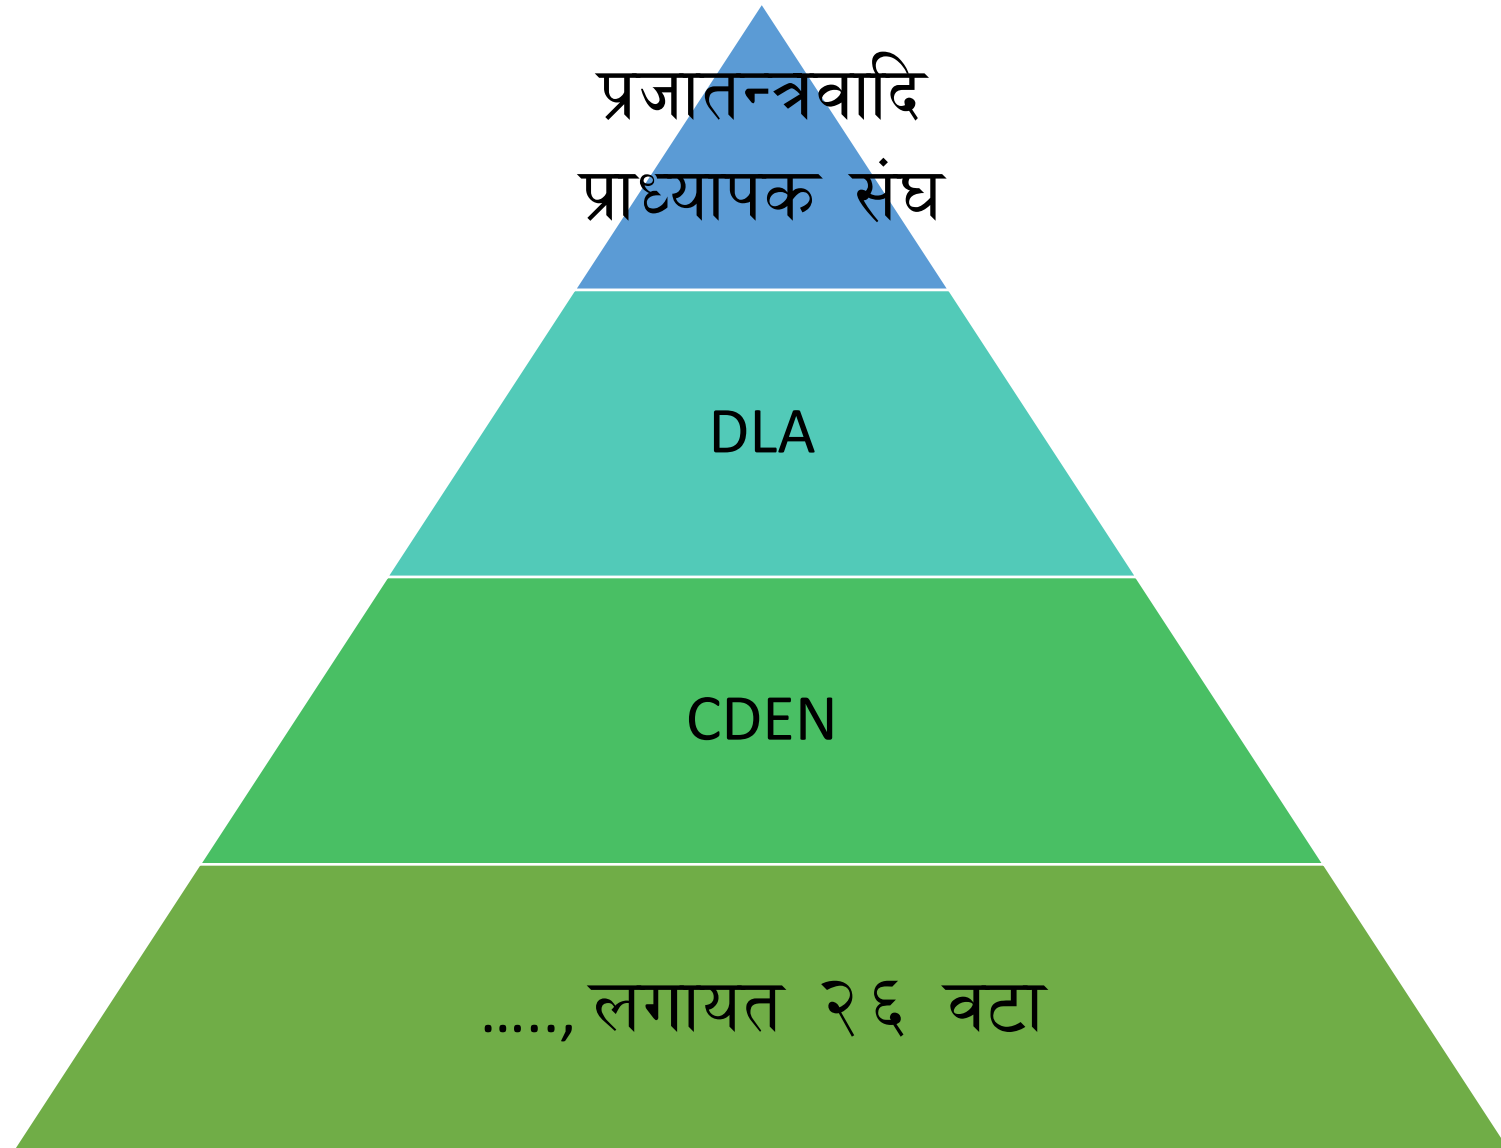 प्रजातन्त्रवादि
प्राध्यापक संघ
DLA
CDEN
....., लगायत २६ वटा